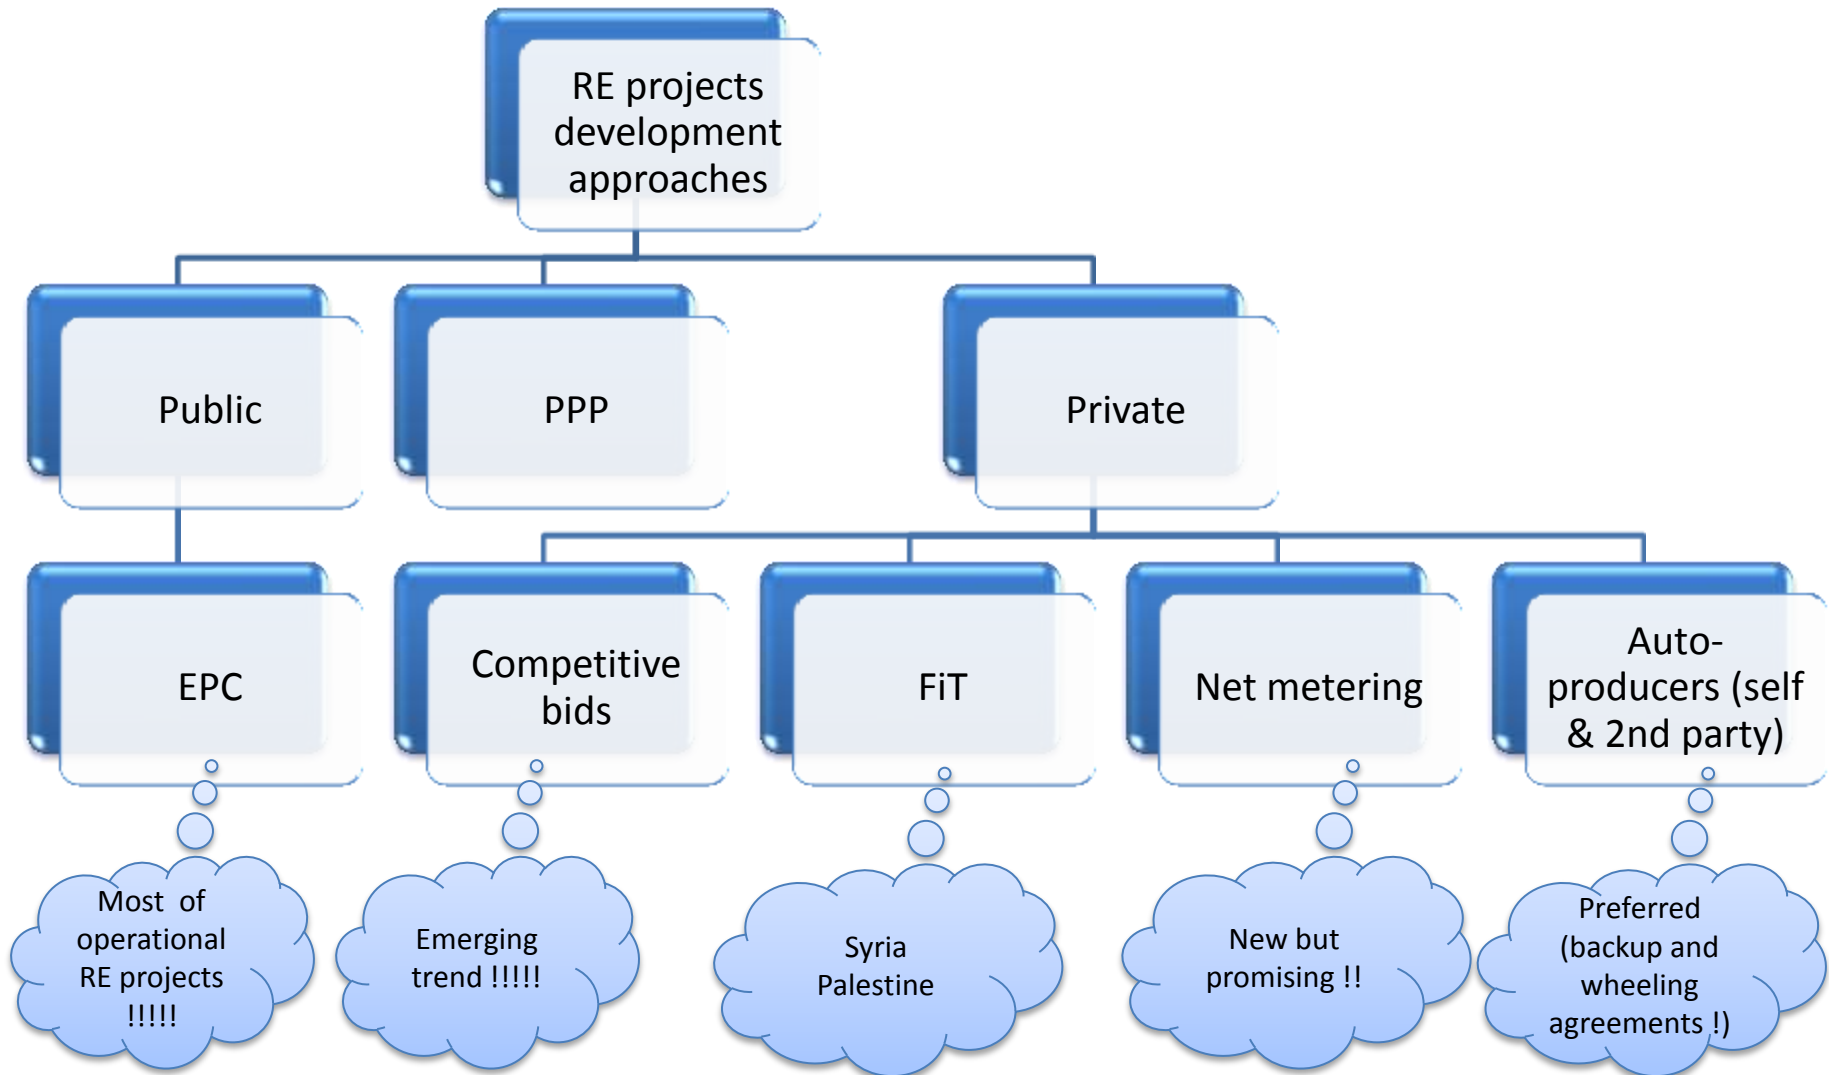 RE projects
development
approaches
Public
PPP
Private
EPC
Competitive
bids
FiT
Net metering
Auto-
producers (self
& 2nd party)
Most of
operational
RE projects
!!!!!
Emerging
trend !!!!!
Syria
Palestine
New but
promising !!
Preferred
(backup and
wheeling
agreements !)